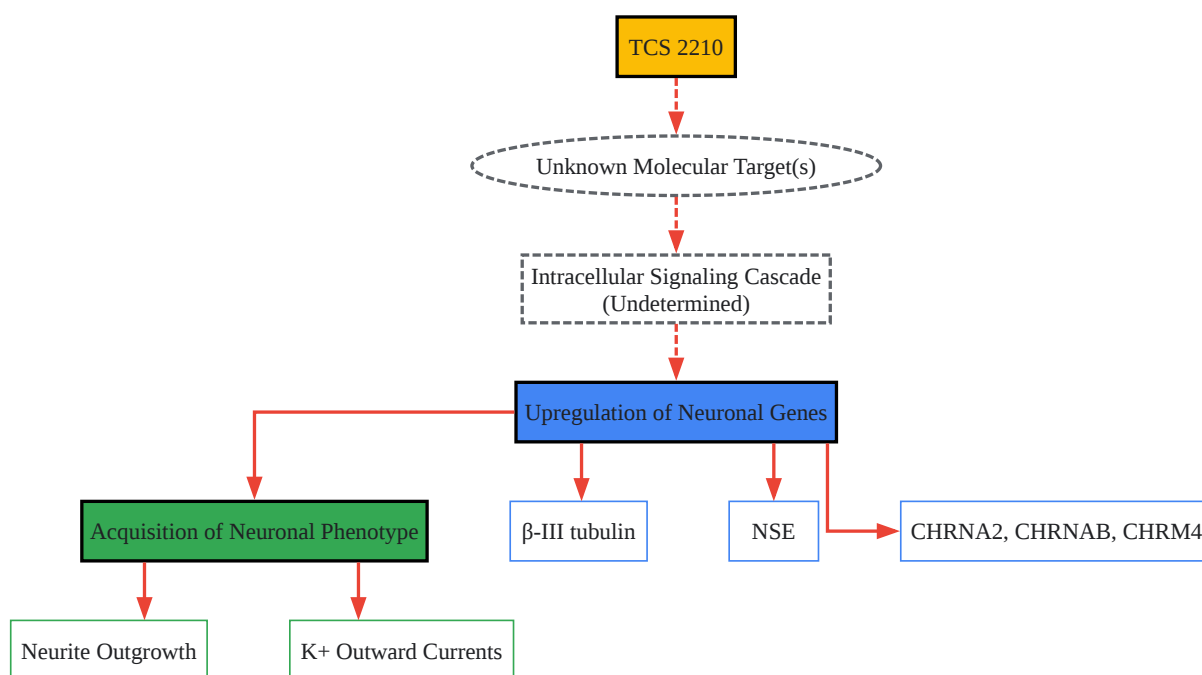 TCS 2210
Unknown Molecular Target(s)
Intracellular Signaling Cascade
(Undetermined)
Upregulation of Neuronal Genes
Acquisition of Neuronal Phenotype
β-III tubulin
NSE
CHRNA2, CHRNAB, CHRM4
Neurite Outgrowth
K+ Outward Currents